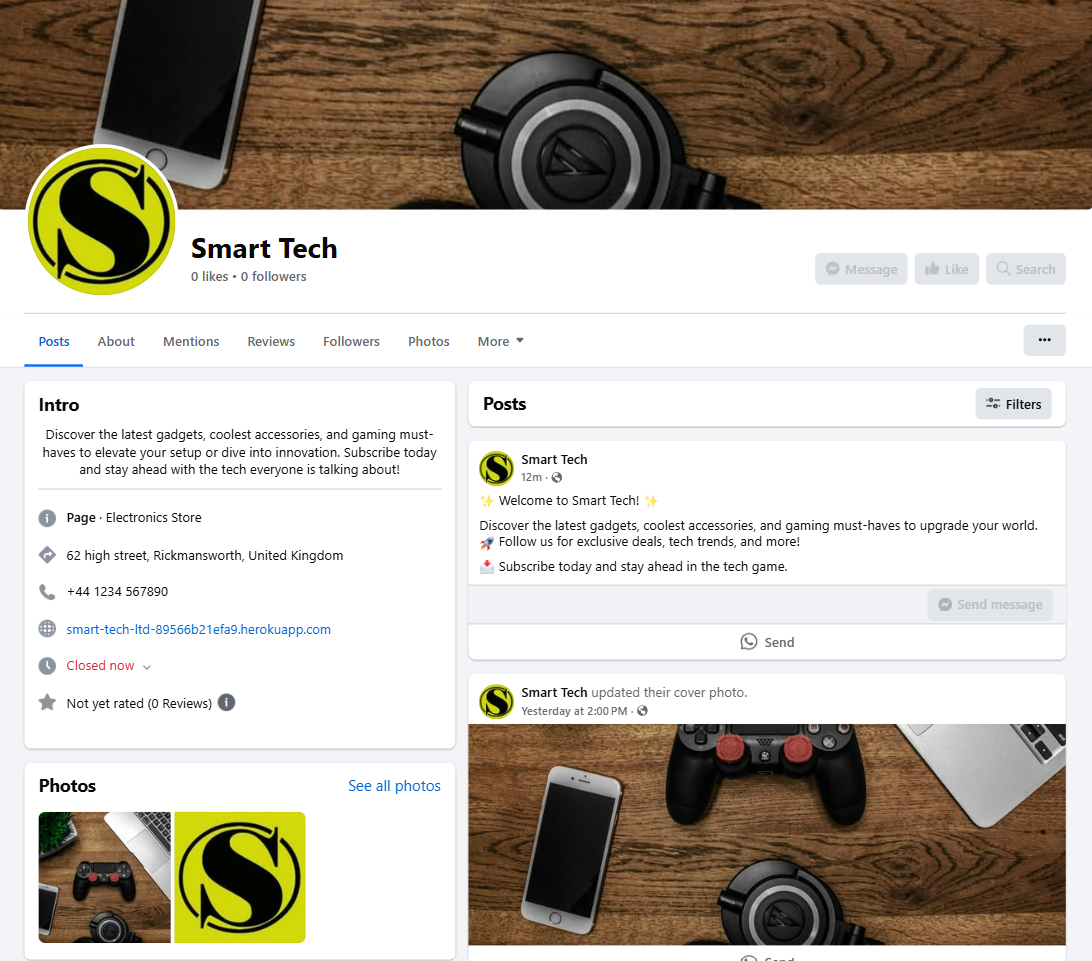 S
Smart Tech
0 likes • 0 followers
Message
Like
Search
Posts
About
Mentions
Reviews
Followers
Photos
More
Intro
Discover the latest gadgets, coolest accessories, and gaming must-
haves to elevate your setup or dive into innovation. Subscribe today
and stay ahead with the tech everyone is talking about!
Page · Electronics Store
62 high street, Rickmansworth, United Kingdom
+44 1234 567890
smart-tech-ltd-89566b21efa9.herokuapp.com
Closed now
Not yet rated (0 Reviews)
Photos
See all photos
S
Posts
Filters
S
Smart Tech
12m ·
✨ Welcome to Smart Tech! ✨
Discover the latest gadgets, coolest accessories, and gaming must-haves to upgrade your world.
🚀 Follow us for exclusive deals, tech trends, and more!
📩 Subscribe today and stay ahead in the tech game.
Send message
Send
S
Smart Tech updated their cover photo.
Yesterday at 2:00 PM ·
Send